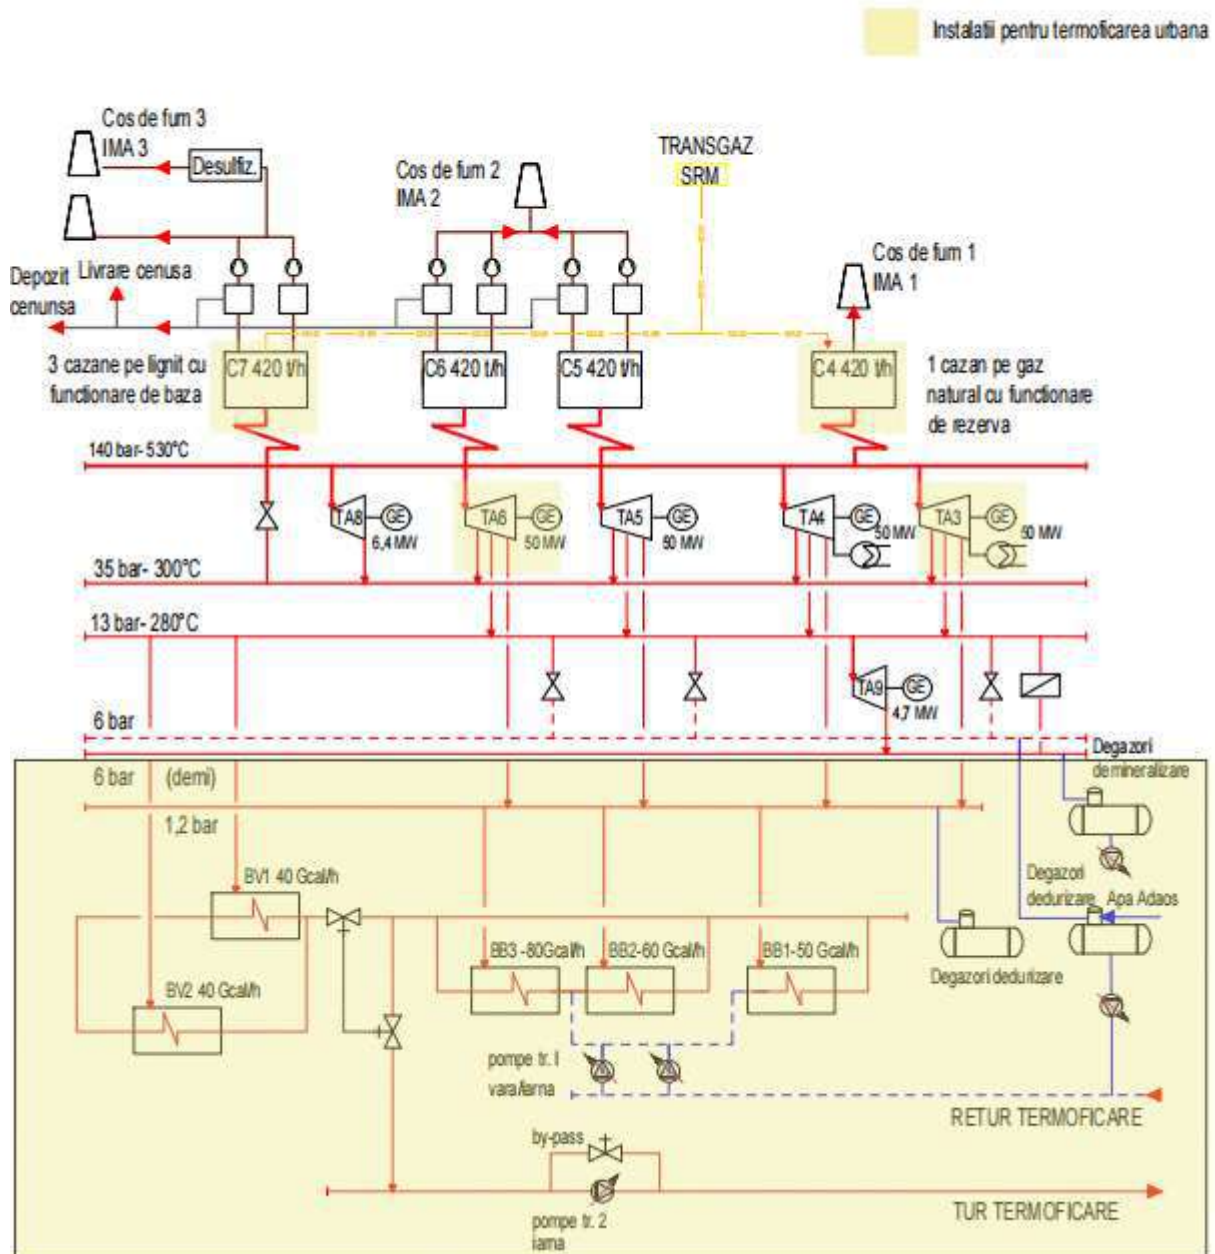 Instalatii pentru termoficarea urbana
Cos de fum 3
IMA 3
Desulfiz.
Cos de fum 2
IMA 2
TRANSGAZ
SRM
Cos de fum 1
IMA 1
Depozit
cenunsa
Livrare cenusa
3 cazane pe lignit cu
functionare de baza
C7 420 t/h
C6 420 t/h
C5 420 t/h
C4 420 t/h
1 cazan pe gaz
natural cu functionare
de rezerva
140 bar- 530°C
TA8
GE
6,4 MW
TA6
GE
50 MW
TA5
GE
50 MW
TA4
GE
50 MW
TA3
GE
50 MW
35 bar- 300°C
13 bar- 280°C
TA9
GE
4,7 MW
6 bar
6 bar (demi)
Degazori
demineralizare
1,2 bar
BV1 40 Gcal/h
BV2 40 Gcal/h
BB3 -80Gcal/h
BB2-60 Gcal/h
BB1-50 Gcal/h
Degazori
dedurizare
Apa Adaos
Degazori dedurizare
pompe tr. I
vara/iarna
RETUR TERMOFICARE
by-pass
pompe tr. 2
iarna
TUR TERMOFICARE